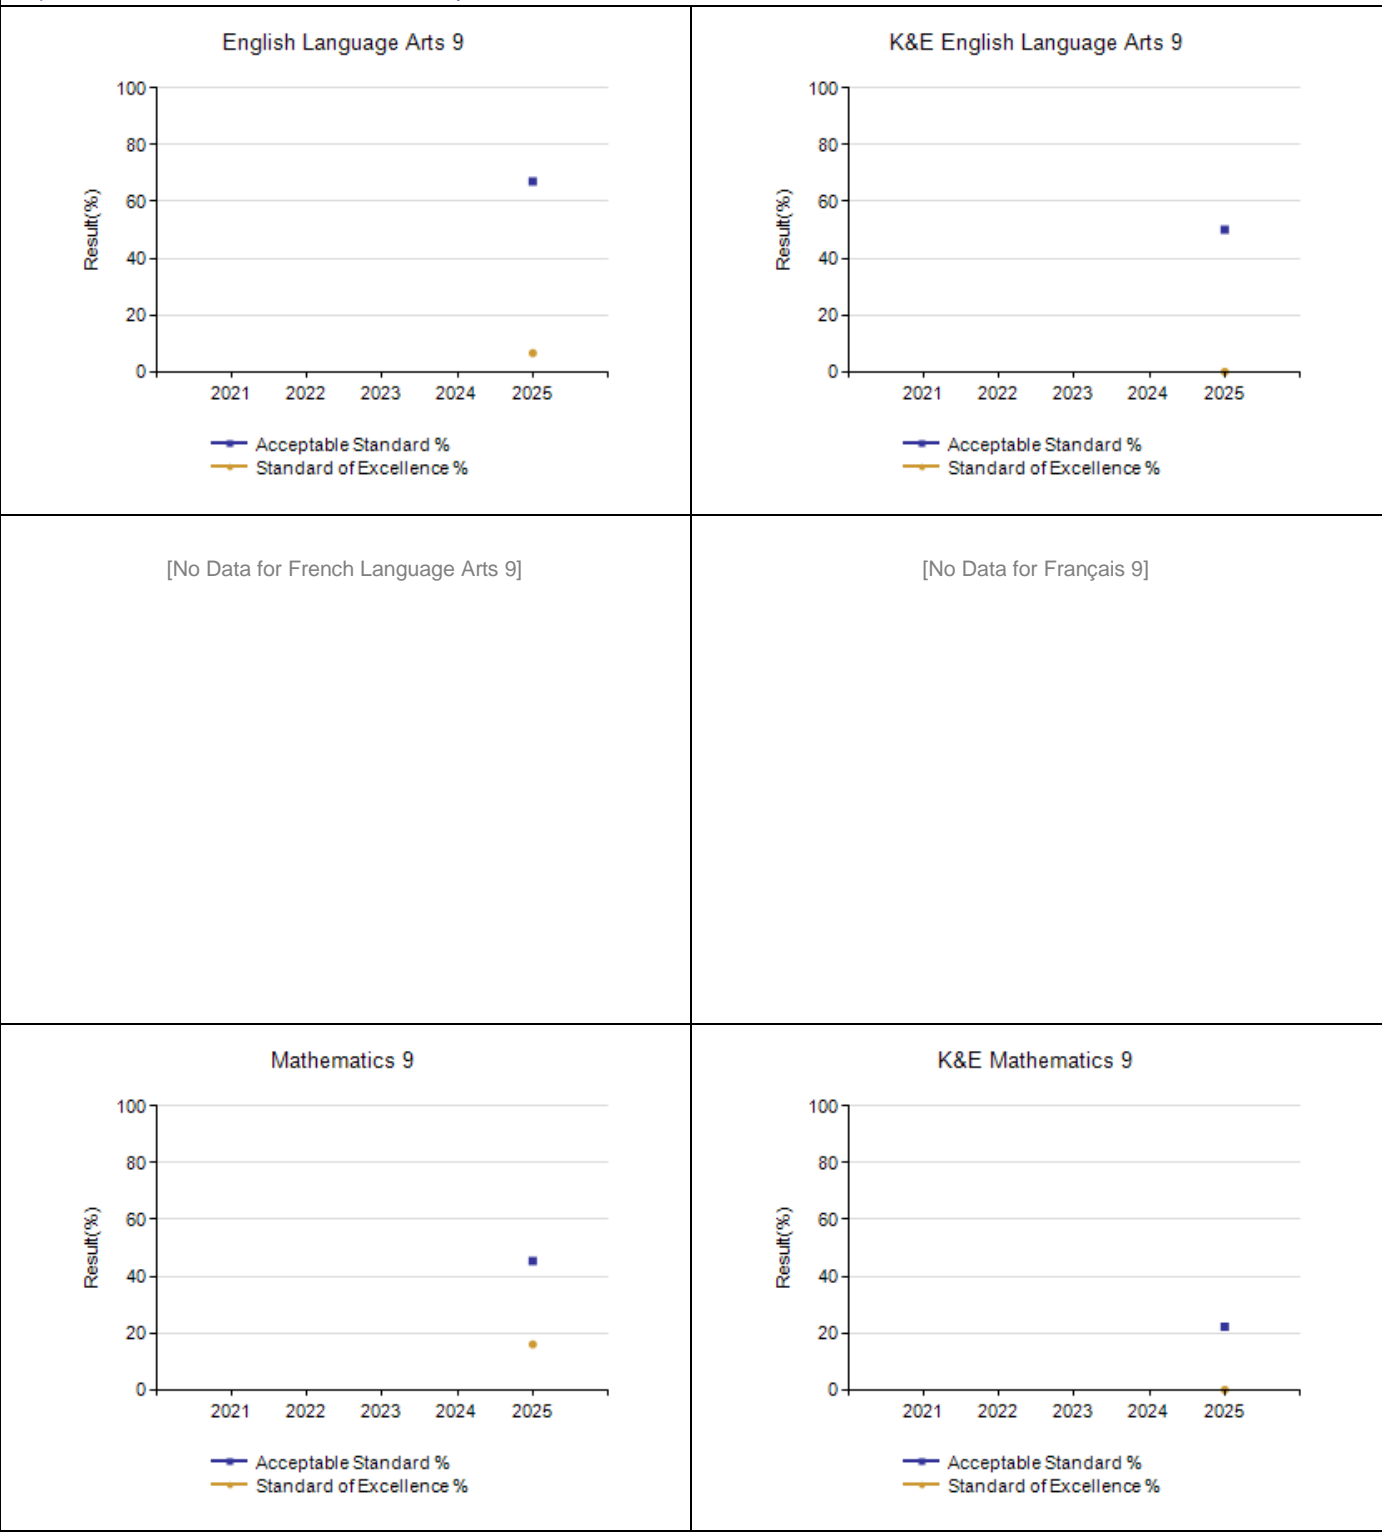 English Language Arts 9
100
80
60
40
20
0
Result(%)
2021 2022 2023 2024 2025
Acceptable Standard %
Standard of Excellence %
K&E English Language Arts 9
100
80
60
40
20
0
Result(%)
2021 2022 2023 2024 2025
Acceptable Standard %
Standard of Excellence %
[No Data for French Language Arts 9]
[No Data for Français 9]
Mathematics 9
100
80
60
40
20
0
Result(%)
2021 2022 2023 2024 2025
Acceptable Standard %
Standard of Excellence %
K&E Mathematics 9
100
80
60
40
20
0
Result(%)
2021 2022 2023 2024 2025
Acceptable Standard %
Standard of Excellence %